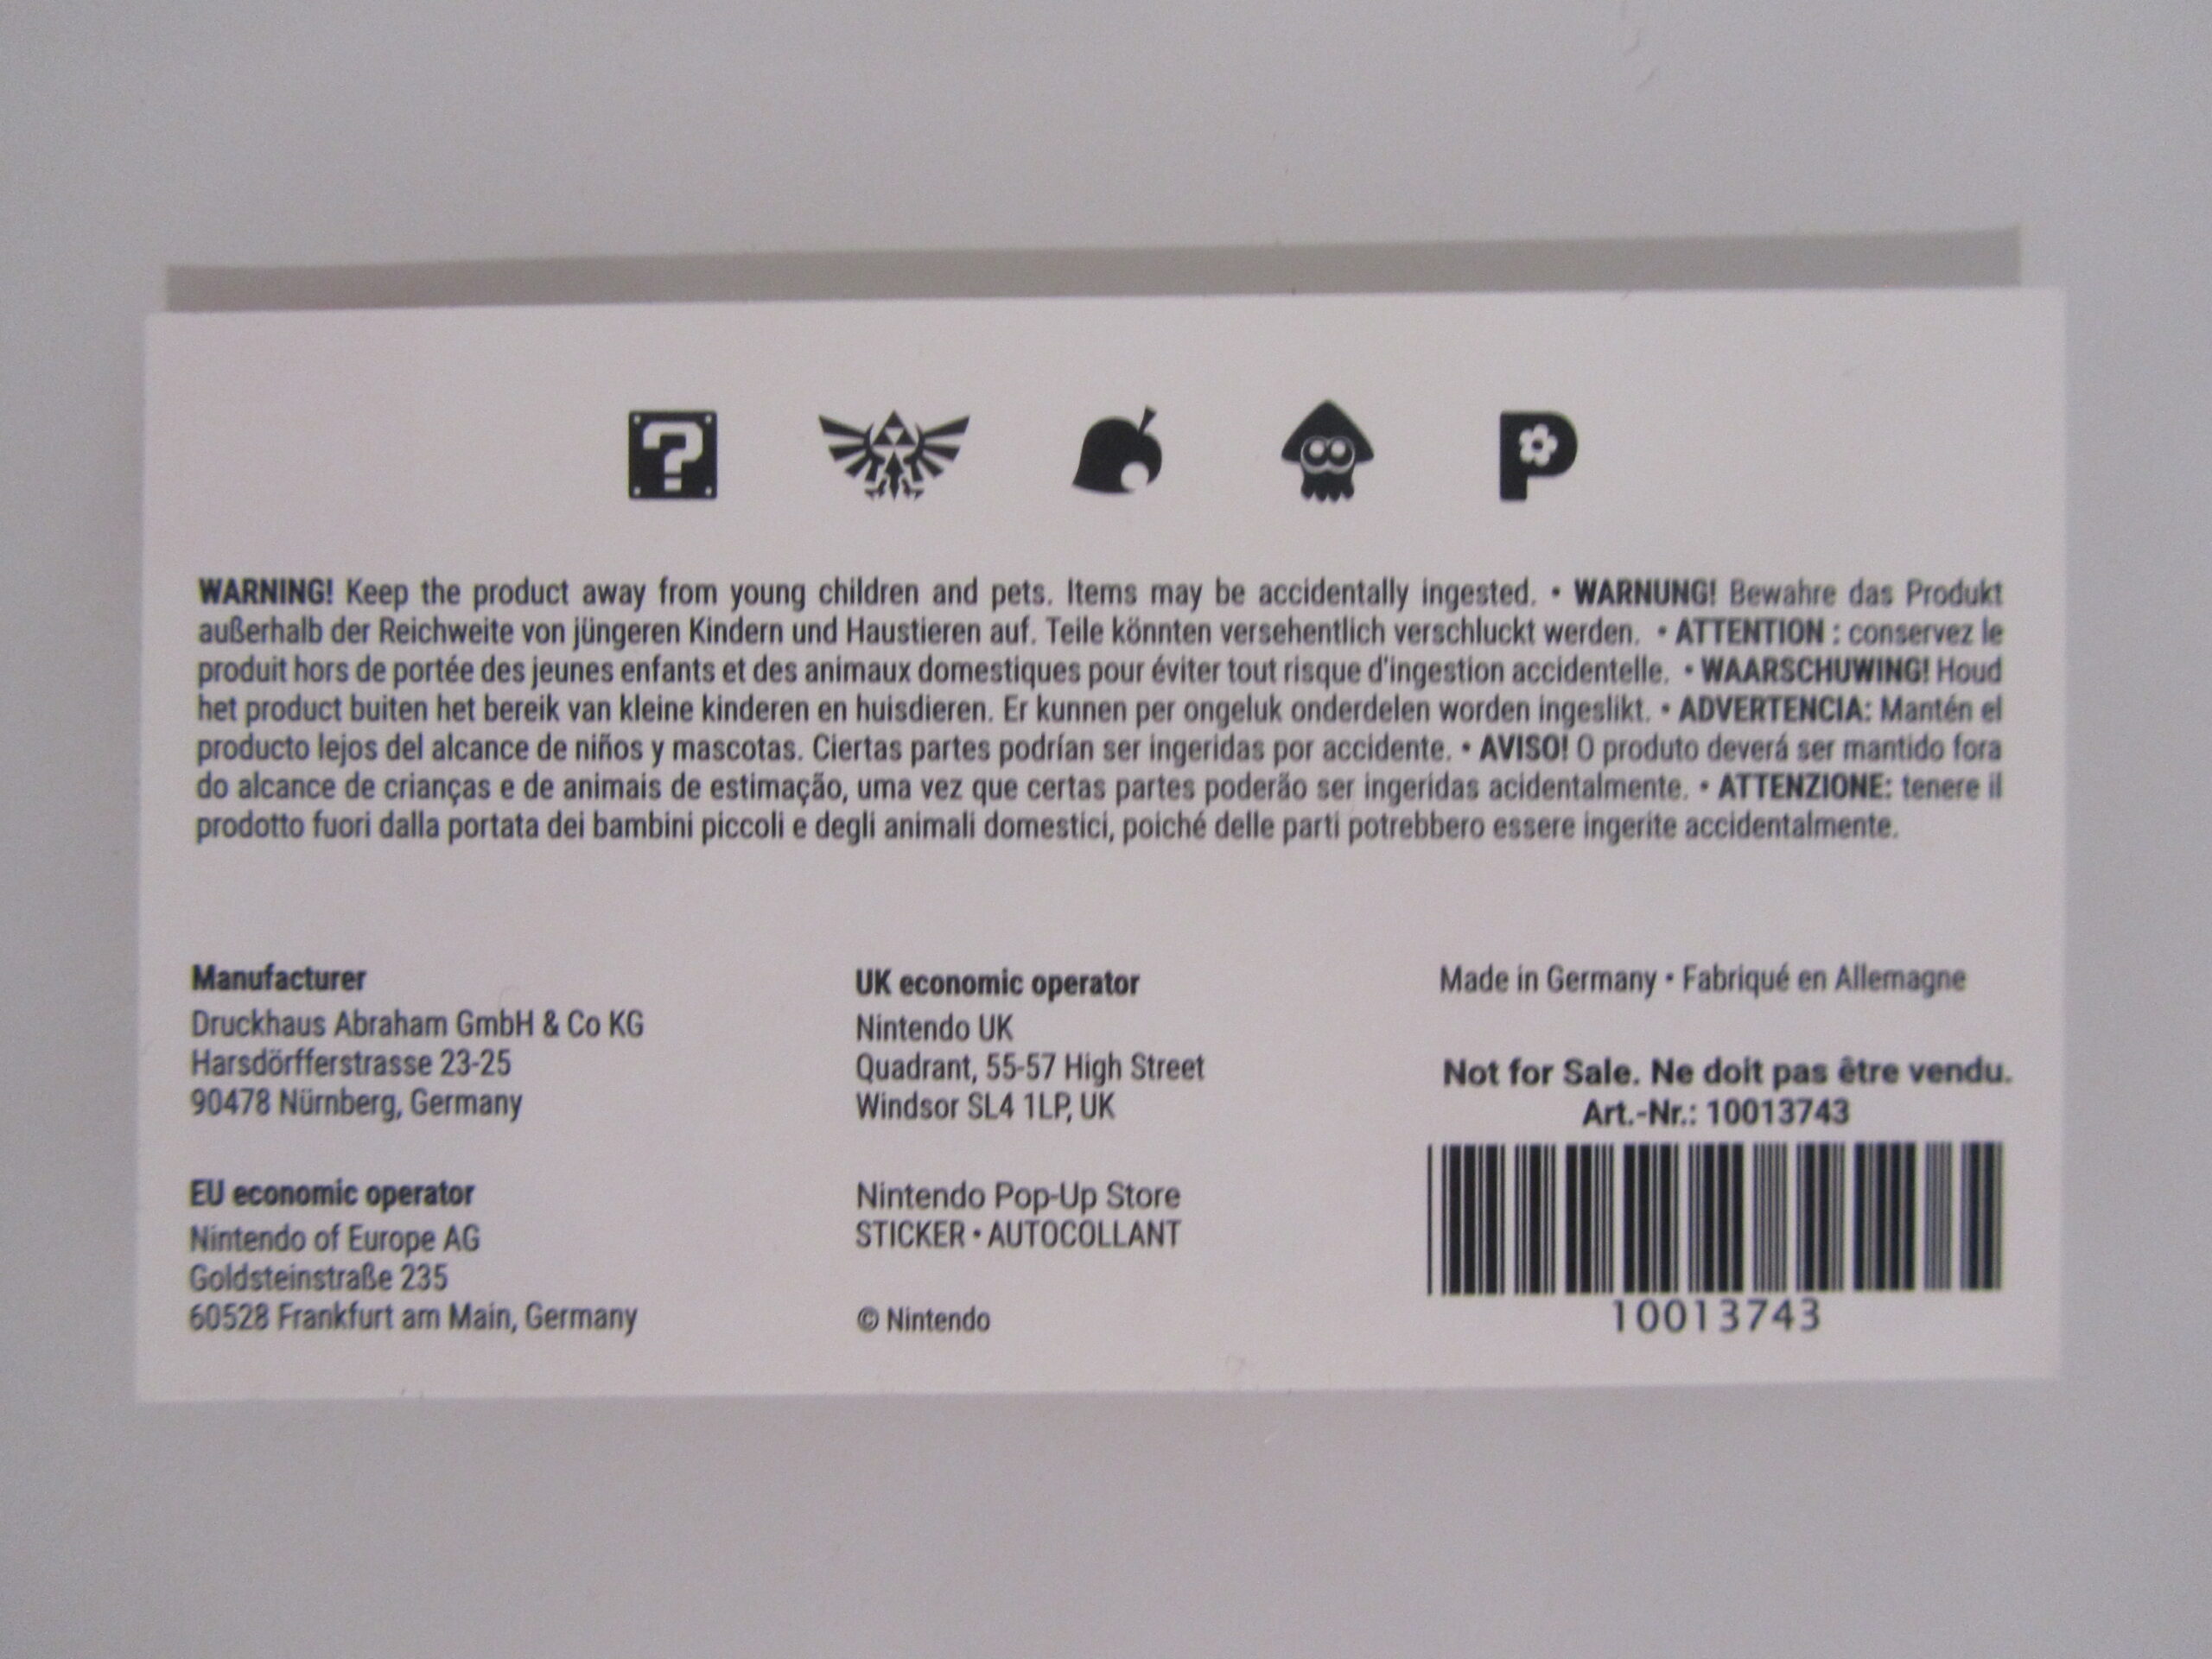 ?
P
WARNING! Keep the product away from young children and pets. Items may be accidentally ingested. • WARNUNG! Bewahre das Produkt
außerhalb der Reichweite von jüngeren Kindern und Haustieren auf. Teile könnten versehentlich verschluckt werden. • ATTENTION : conservez le
produit hors de portée des jeunes enfants et des animaux domestiques pour éviter tout risque d'ingestion accidentelle. • WAARSCHUWING! Houd
het product buiten het bereik van kleine kinderen en huisdieren. Er kunnen per ongeluk onderdelen worden ingeslikt. • ADVERTENCIA: Mantén el
producto lejos del alcance de niños y mascotas. Ciertas partes podrían ser ingeridas por accidente. • AVISO! O produto deverá ser mantido fora
do alcance de crianças e de animais de estimação, uma vez que certas partes poderão ser ingeridas acidentalmente. • ATTENZIONE: tenere il
prodotto fuori dalla portata dei bambini piccoli e degli animali domestici, poiché delle parti potrebbero essere ingerite accidentalmente.
Manufacturer
Druckhaus Abraham GmbH & Co KG
Harsdörfferstrasse 23-25
90478 Nürnberg, Germany
EU economic operator
Nintendo of Europe AG
Goldsteinstraße 235
60528 Frankfurt am Main, Germany
UK economic operator
Nintendo UK
Quadrant, 55-57 High Street
Windsor SL4 1LP, UK
Nintendo Pop-Up Store
STICKER • AUTOCOLLANT
© Nintendo
Made in Germany • Fabriqué en Allemagne
Not for Sale. Ne doit pas être vendu.
Art.-Nr.: 10013743
10013743